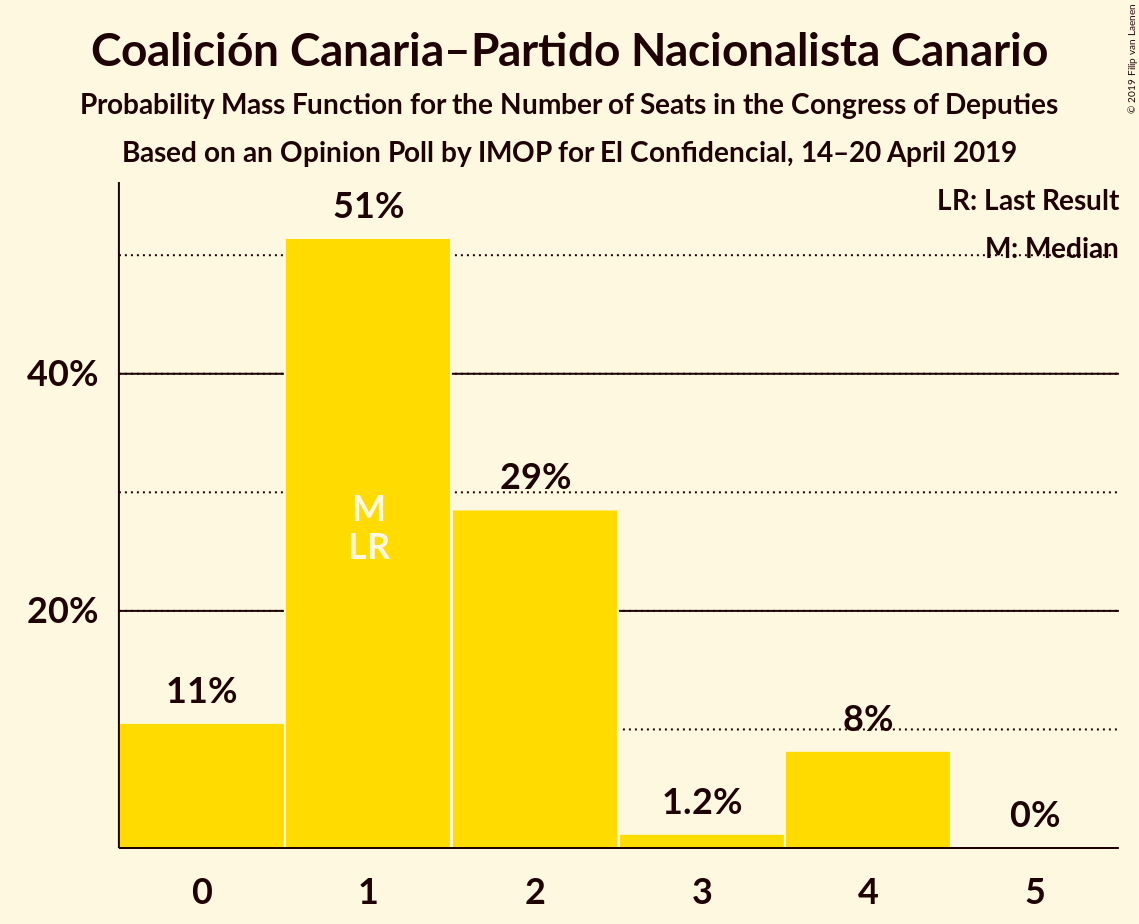 Coalición Canaria–Partido Nacionalista Canario
Probability Mass Function for the Number of Seats in the Congress of Deputies
Based on an Opinion Poll by IMOP for El Confidencial, 14–20 April 2019
© 2019 Filip van Laenen
LR: Last Result
M: Median
51%
40%
29%
M
LR
20%
11%
8%
1.2%
0%
0 1 2 3 4 5